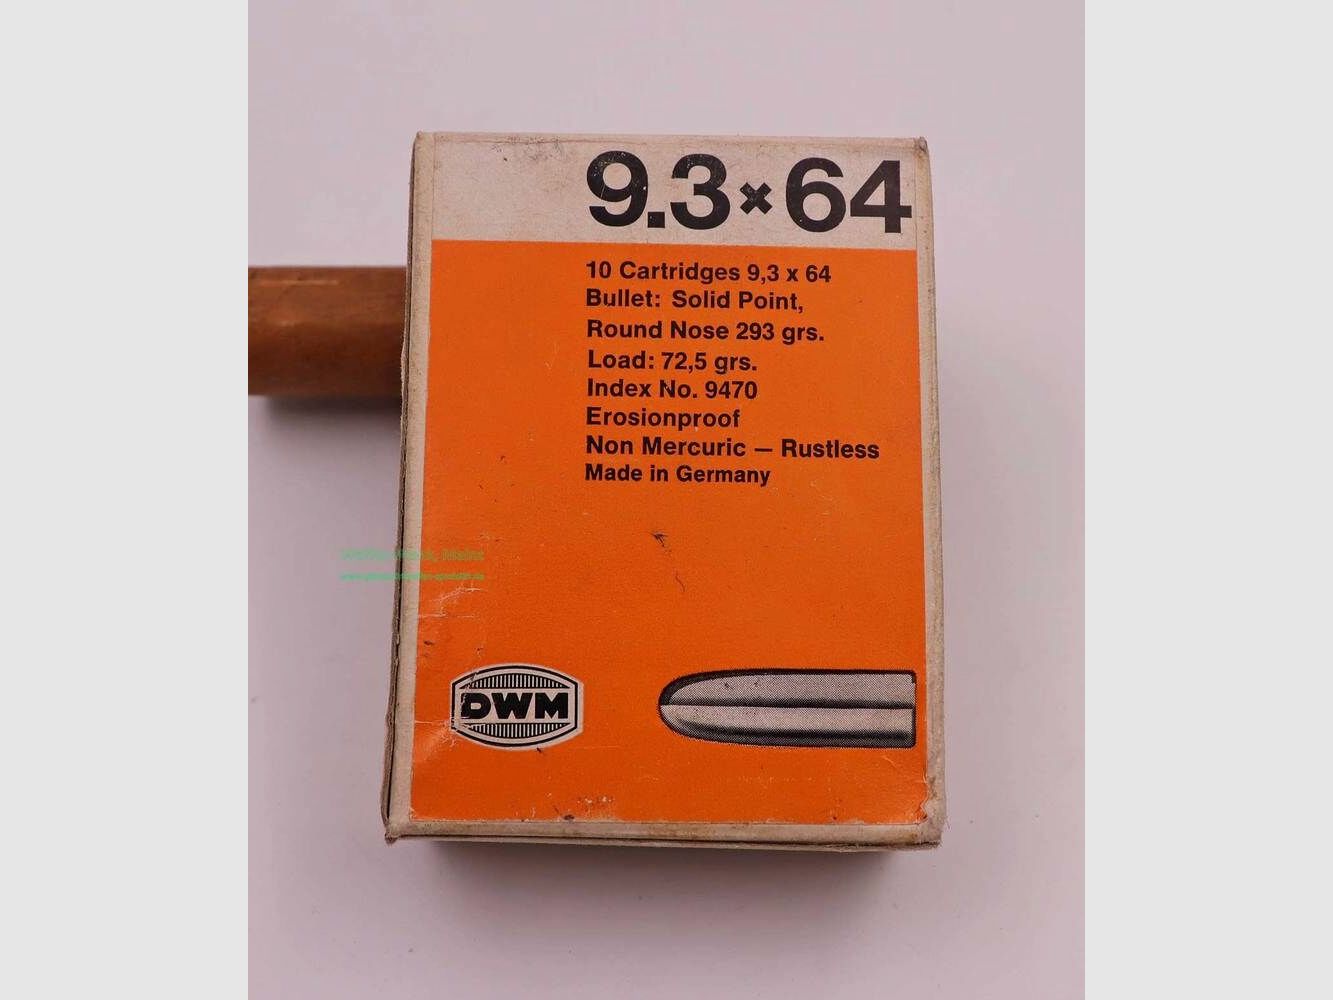 9.3×64
10 Cartridges 9,3 x 64
Bullet: Solid Point,
Round Nose 293 grs.
Load: 72,5 grs.
Index No. 9470
Erosionproof
Non Mercuric — Rustless
Made in Germany
DWM